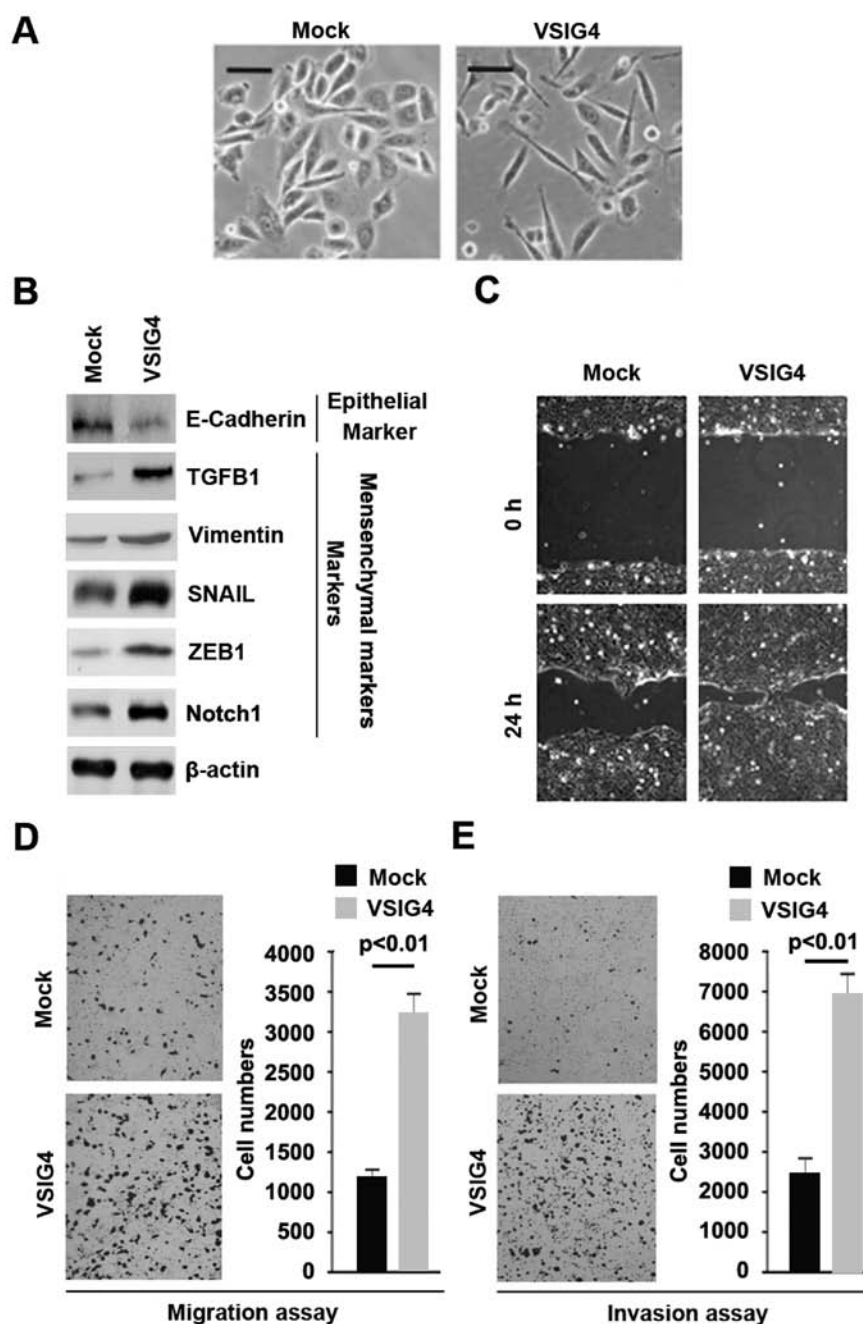 A
Mock
VSIG4
B
Mock
VSIG4
E-Cadherin
Epithelial
Marker
TGFB1
Vimentin
SNAIL
ZEB1
Notch1
β-actin
Mensenchymal markers
Markers
C
Mock
VSIG4
0 h
24 h
D
Mock
VSIG4
Mock
VSIG4
p<0.01
Cell numbers
4000
3500
3000
2500
2000
1500
1000
500
0
Migration assay
E
Mock
VSIG4
Mock
VSIG4
p<0.01
Cell numbers
8000
7000
6000
5000
4000
3000
2000
1000
0
Invasion assay